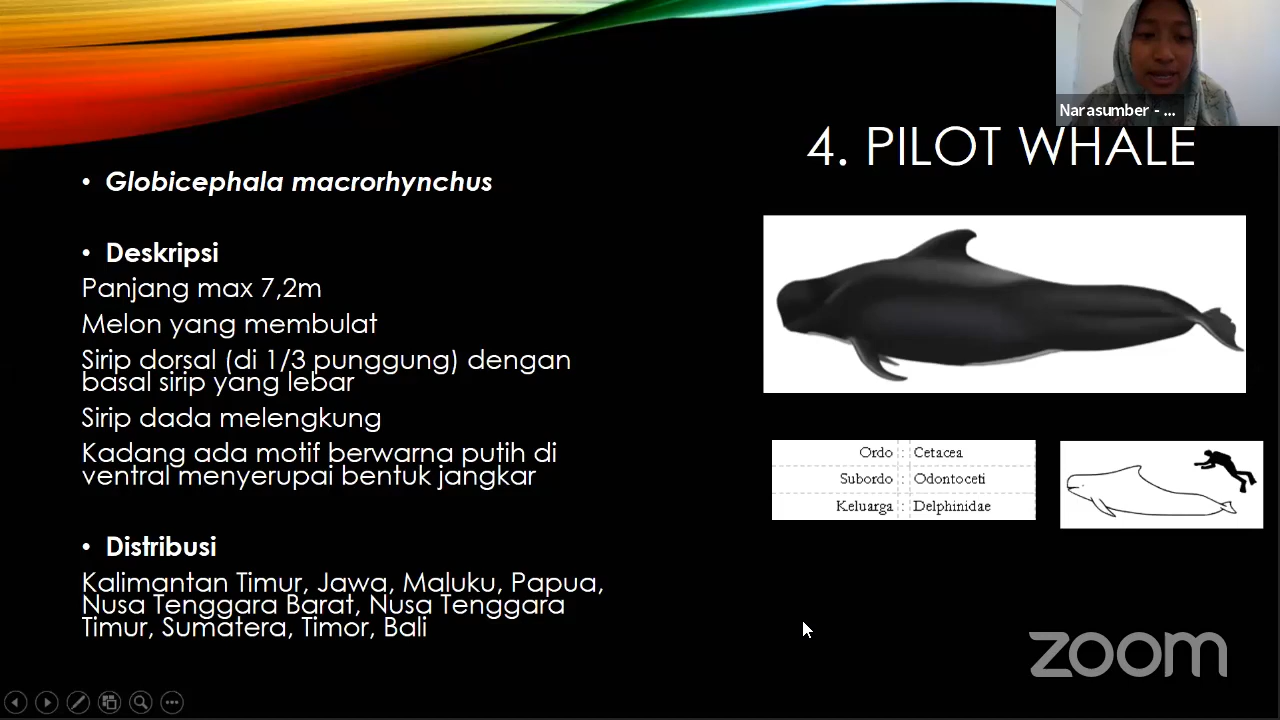 Narasumber - ...
4. PILOT WHALE
• Globicephala macrorhynchus
• Deskripsi
Panjang max 7,2m
Melon yang membulat
Sirip dorsal (di 1/3 punggung) dengan
basal sirip yang lebar
Sirip dada melengkung
Kadang ada motif berwarna putih di
ventral menyerupai bentuk jangkar
• Distribusi
Kalimantan Timur, Jawa, Maluku, Papua,
Nusa Tenggara Barat, Nusa Tenggara
Timur, Sumatera, Timor, Bali
Ordo : Cetacea
Subordo : Odontoceti
Keluarga : Delphinidae
zoom